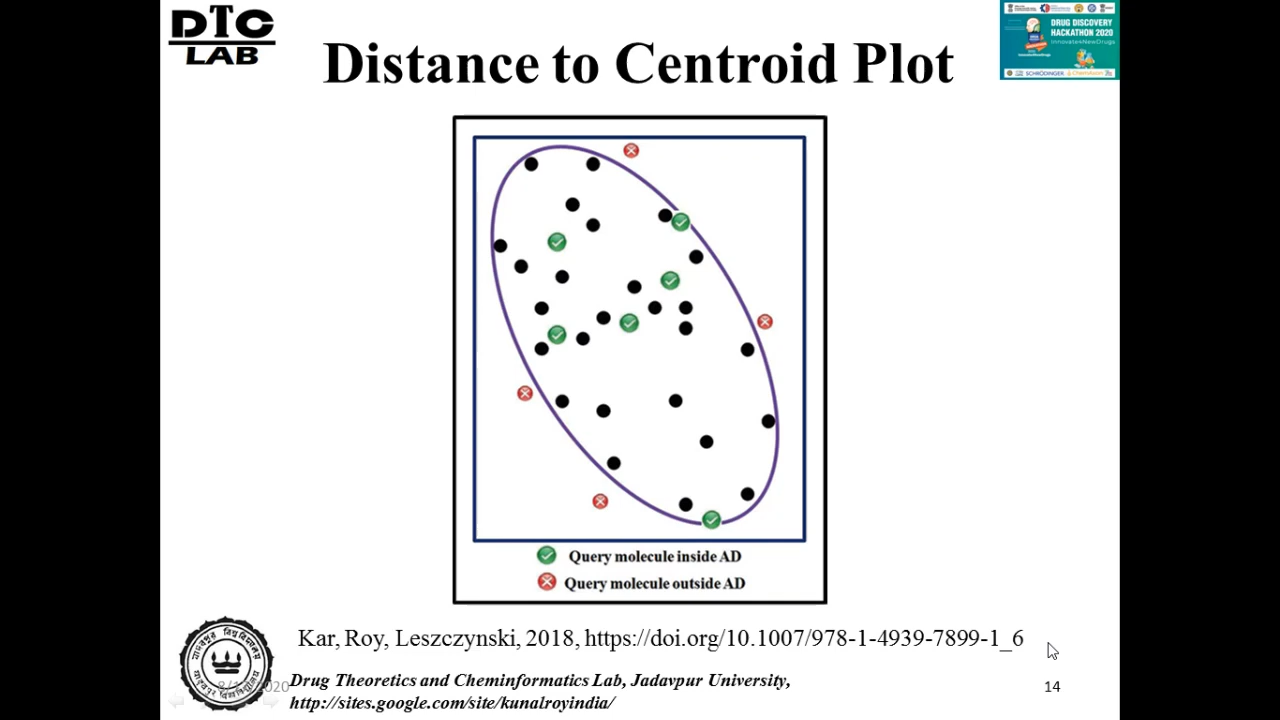 DTC
LAB
DRUG DISCOVERY
HACKATHON 2020
Distance to Centroid Plot
SCHRÖDINGER
Query molecule inside AD
Query molecule outside AD
Kar, Roy, Leszczynski, 2018, https://doi.org/10.1007/978-1-4939-7899-1_6
Drug Theoretics and Cheminformatics Lab, Jadavpur University,
http://sites.google.com/site/kunalroyindia/
14